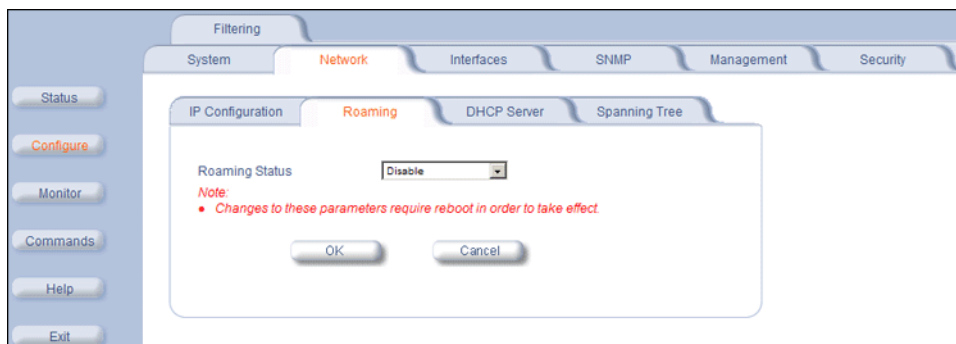 Filtering
System Network Interfaces SNMP Management Security
Status
IP Configuration Roaming DHCP Server Spanning Tree
Configure
Roaming Status Disable
Note:
• Changes to these parameters require reboot in order to take effect.
Monitor
Commands
OK Cancel
Help
Exit